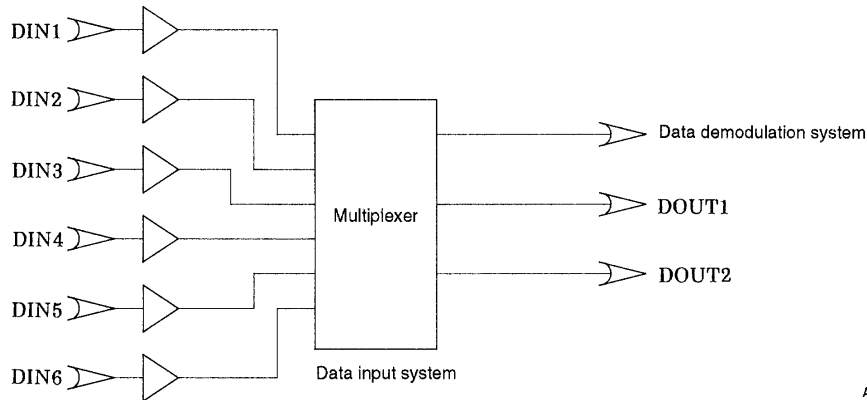 DIN1
DIN2
DIN3
DIN4
DIN5
DIN6
Multiplexer
Data input system
Data demodulation system
DOUT1
DOUT2